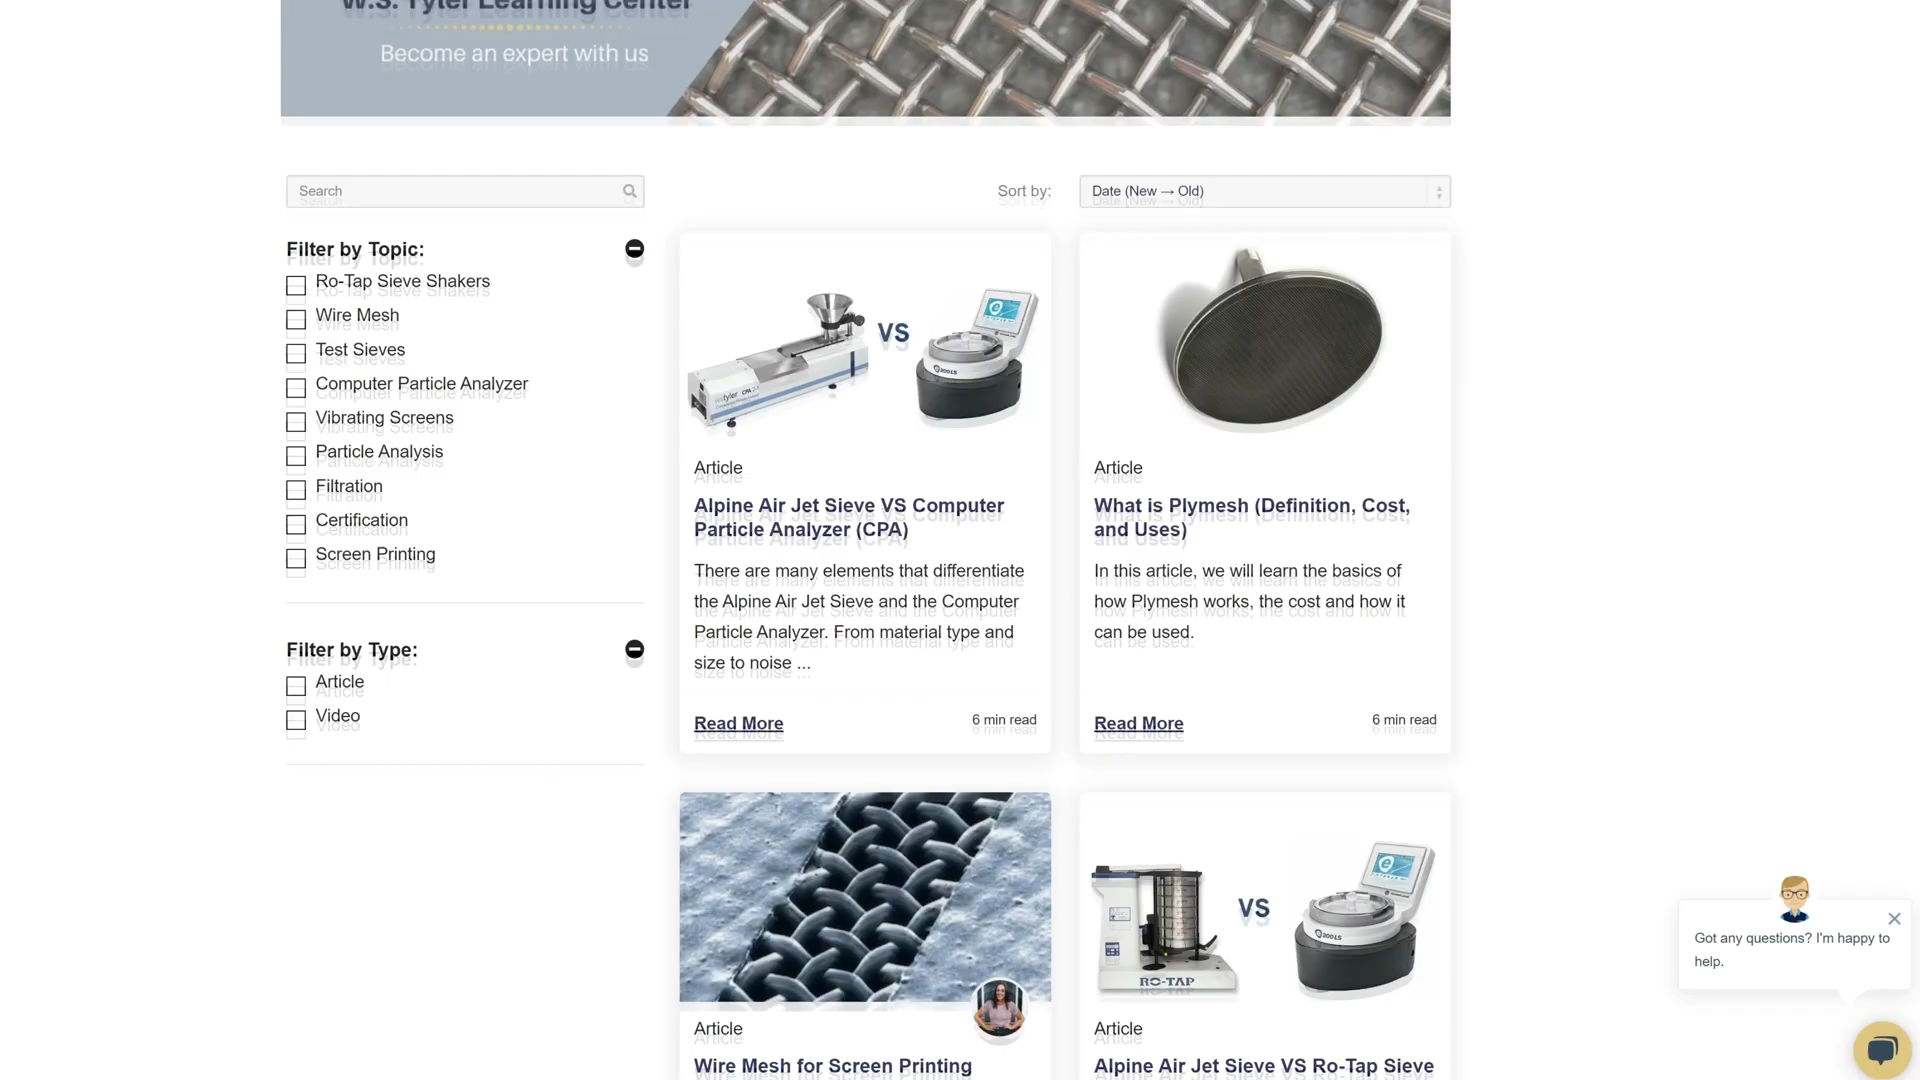 W.S. Tyler Learning Center
Become an expert with us
Search
Sort by:
Date (New → Old)
Filter by Topic:
Ro-Tap Sieve Shakers
Wire Mesh
Test Sieves
Computer Particle Analyzer
Vibrating Screens
Particle Analysis
Filtration
Certification
Screen Printing
Filter by Type:
Article
Video
VS
Article
Alpine Air Jet Sieve VS Computer
Particle Analyzer (CPA)
There are many elements that differentiate
the Alpine Air Jet Sieve and the Computer
Particle Analyzer. From material type and
size to noise ...
Read More
6 min read
Article
What is Plymesh (Definition, Cost,
and Uses)
In this article, we will learn the basics of
how Plymesh works, the cost and how it
can be used.
Read More
6 min read
Article
Wire Mesh for Screen Printing
VS
RO-TAP
Article
Alpine Air Jet Sieve VS Ro-Tap Sieve
Got any questions? I'm happy to
help.